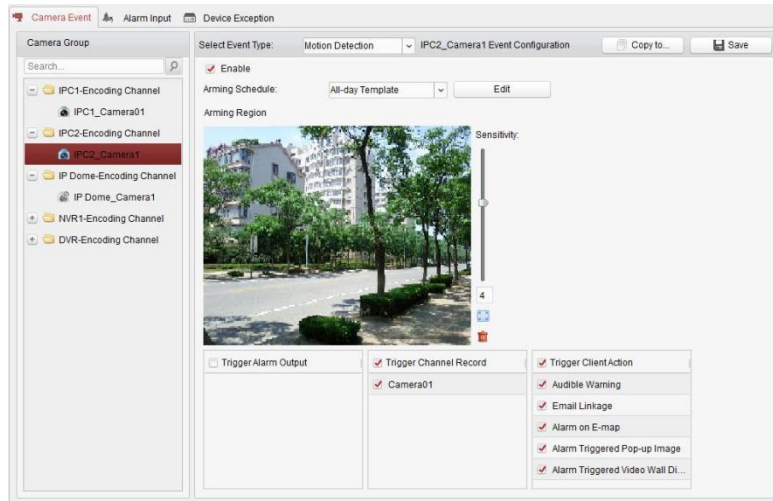 Camera Event Alarm Input Device Exception
Camera Group
Search...
IPC1-Encoding Channel
IPC1_Camera01
IPC2-Encoding Channel
IPC2_Camera1
IP Dome-Encoding Channel
IP Dome_Camera1
NVR1-Encoding Channel
DVR-Encoding Channel
Select Event Type: Motion Detection IPC2_Camera1 Event Configuration Copy to... Save
Enable
Arming Schedule: All-day Template Edit
Arming Region
Sensitivity:
4
Trigger Alarm Output
Trigger Channel Record
Camera01
Trigger Client Action
Audible Warning
Email Linkage
Alarm on E-map
Alarm Triggered Pop-up Image
Alarm Triggered Video Wall Di...